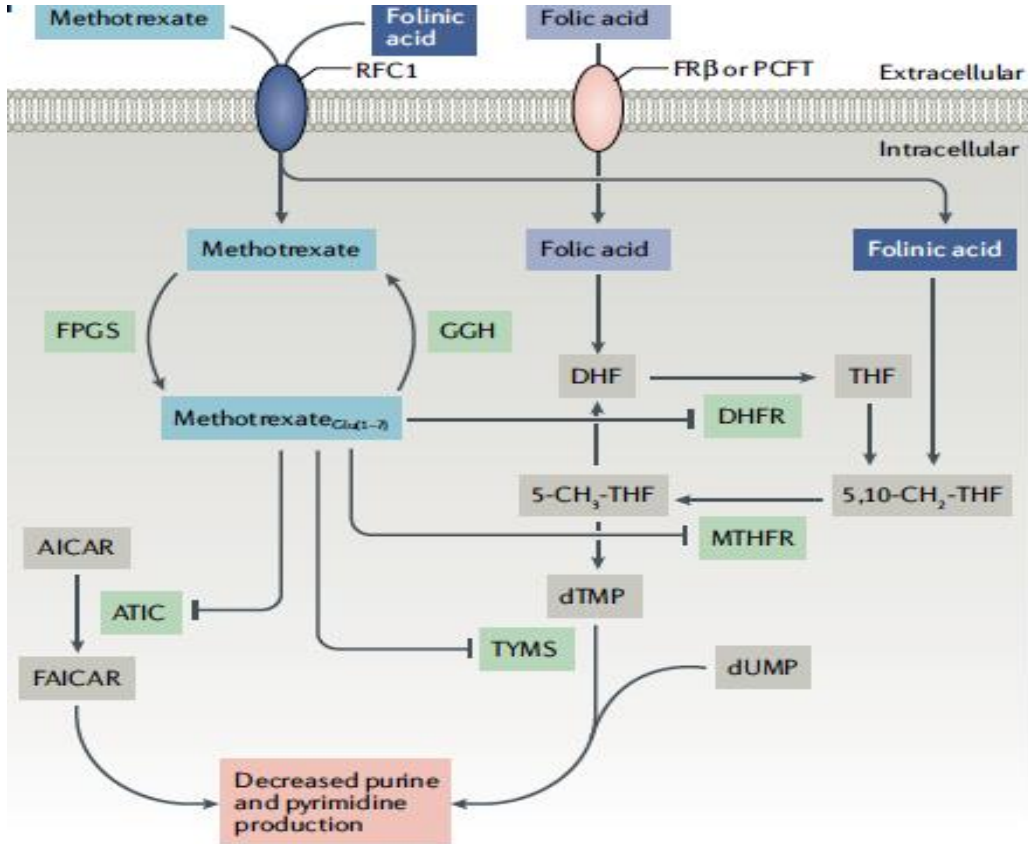 Methotrexate
Folinic
acid
Folic acid
RFC1
FRβ or PCFT
Extracellular
Intracellular
Methotrexate
Folic acid
Folinic acid
FPGS
GGH
DHF
THF
Methotrexate_Glu(1–7)
DHFR
5-CH₃-THF
5,10-CH₂-THF
MTHFR
AICAR
ATIC
dTMP
TYMS
FAICAR
dUMP
Decreased purine
and pyrimidine
production